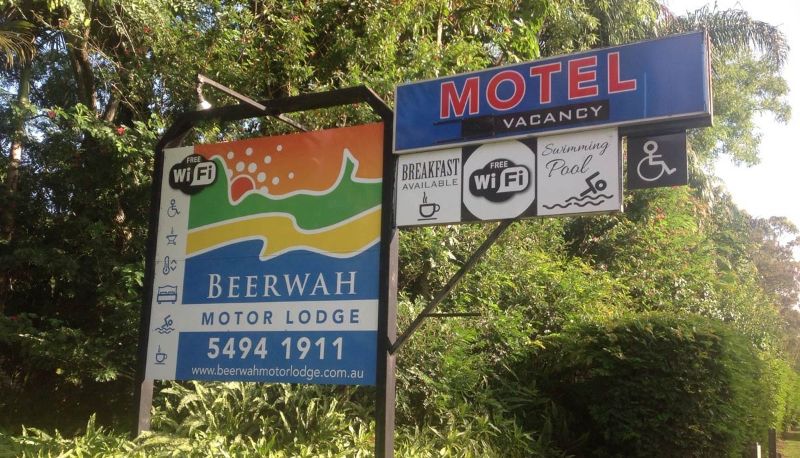 FREE
WiFi
BEERWAH
MOTOR LODGE
5494 1911
www.beerwahmotorlodge.com.au
MOTEL
VACANCY
BREAKFAST
AVAILABLE
FREE
WiFi
Swimming
Pool